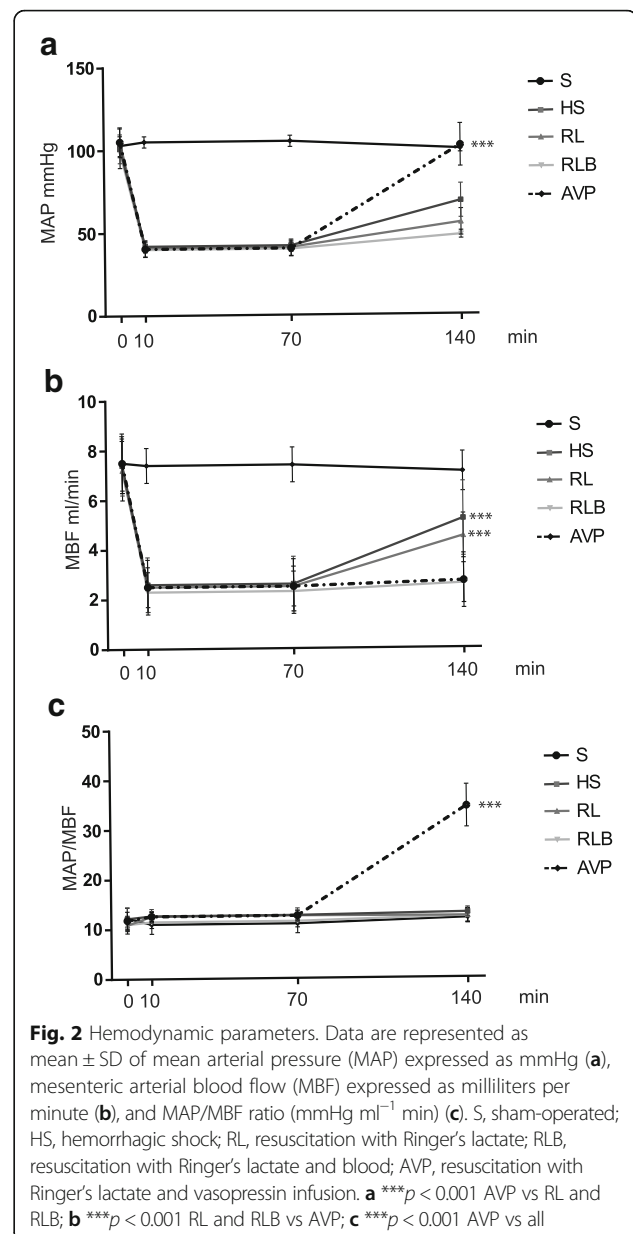 a
150
100
50
0
MAP mmHg
***
S
HS
RL
RLB
AVP
0 10 70 140 min
b
10
8
6
4
2
0
MBF ml/min
***
***
S
HS
RL
RLB
AVP
0 10 70 140 min
c
50
40
30
20
10
0
MAP/MBF
***
S
HS
RL
RLB
AVP
0 10 70 140 min
Fig. 2 Hemodynamic parameters. Data are represented as
mean ± SD of mean arterial pressure (MAP) expressed as mmHg (a),
mesenteric arterial blood flow (MBF) expressed as milliliters per
minute (b), and MAP/MBF ratio (mmHg ml⁻¹ min) (c). S, sham-operated;
HS, hemorrhagic shock; RL, resuscitation with Ringer's lactate; RLB,
resuscitation with Ringer's lactate and blood; AVP, resuscitation with
Ringer's lactate and vasopressin infusion. a ***p < 0.001 AVP vs RL and
RLB; b ***p < 0.001 RL and RLB vs AVP; c ***p < 0.001 AVP vs all